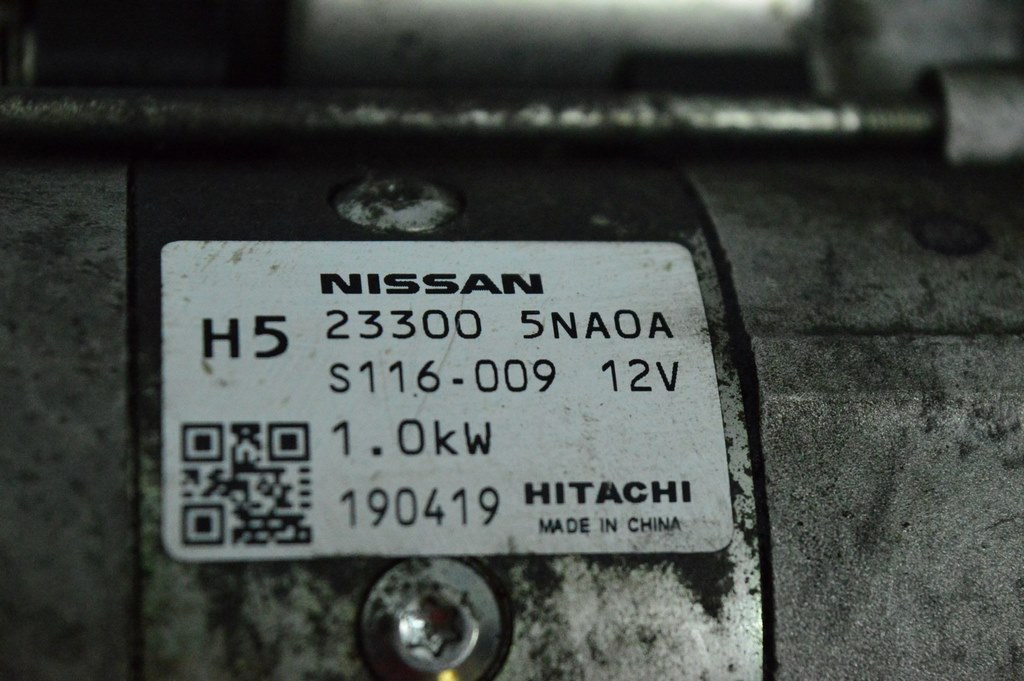 NISSAN
H5 23300 5NA0A
S116-009 12V
1.0kW
190419 HITACHI
MADE IN CHINA